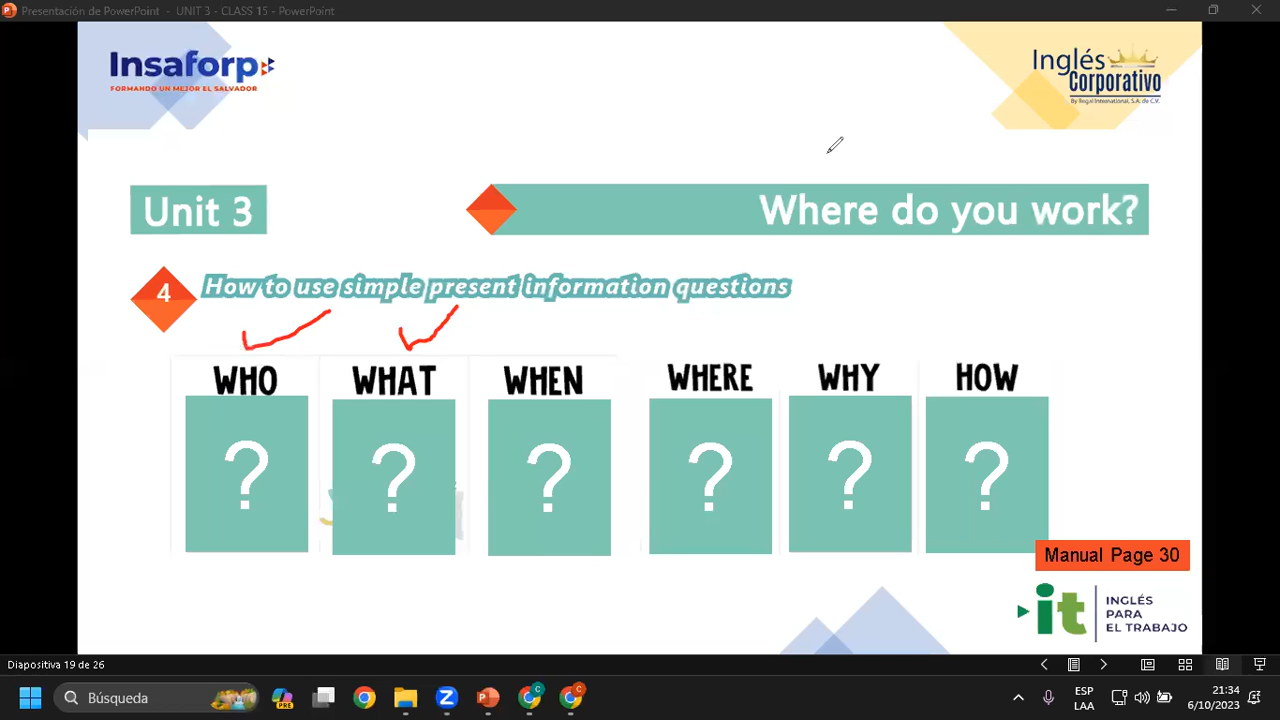 Presentación de PowerPoint - UNIT 3 - CLASS 15 - PowerPoint
Insaforp
FORMANDO UN MEJOR EL SALVADOR
Inglés
Corporativo
By Regal International, S.A. de C.V.
Unit 3
Where do you work?
4
How to use simple present information questions
WHO WHAT WHEN WHERE WHY HOW
? ? ? ? ? ?
Manual Page 30
it
INGLÉS
PARA
EL TRABAJO
Diapositiva 19 de 26
Búsqueda
PRE
C
C
ESP
LAA
21:34
6/10/2023